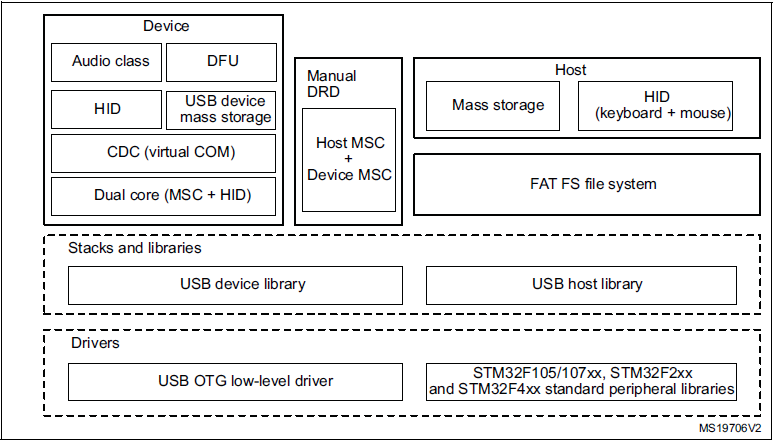 Device
Audio class
DFU
HID
USB device
mass storage
CDC (virtual COM)
Dual core (MSC + HID)
Manual
DRD
Host MSC
+
Device MSC
Host
Mass storage
HID
(keyboard + mouse)
FAT FS file system
Stacks and libraries
USB device library
USB host library
Drivers
USB OTG low-level driver
STM32F105/107xx, STM32F2xx
and STM32F4xx standard peripheral libraries
MS19706V2